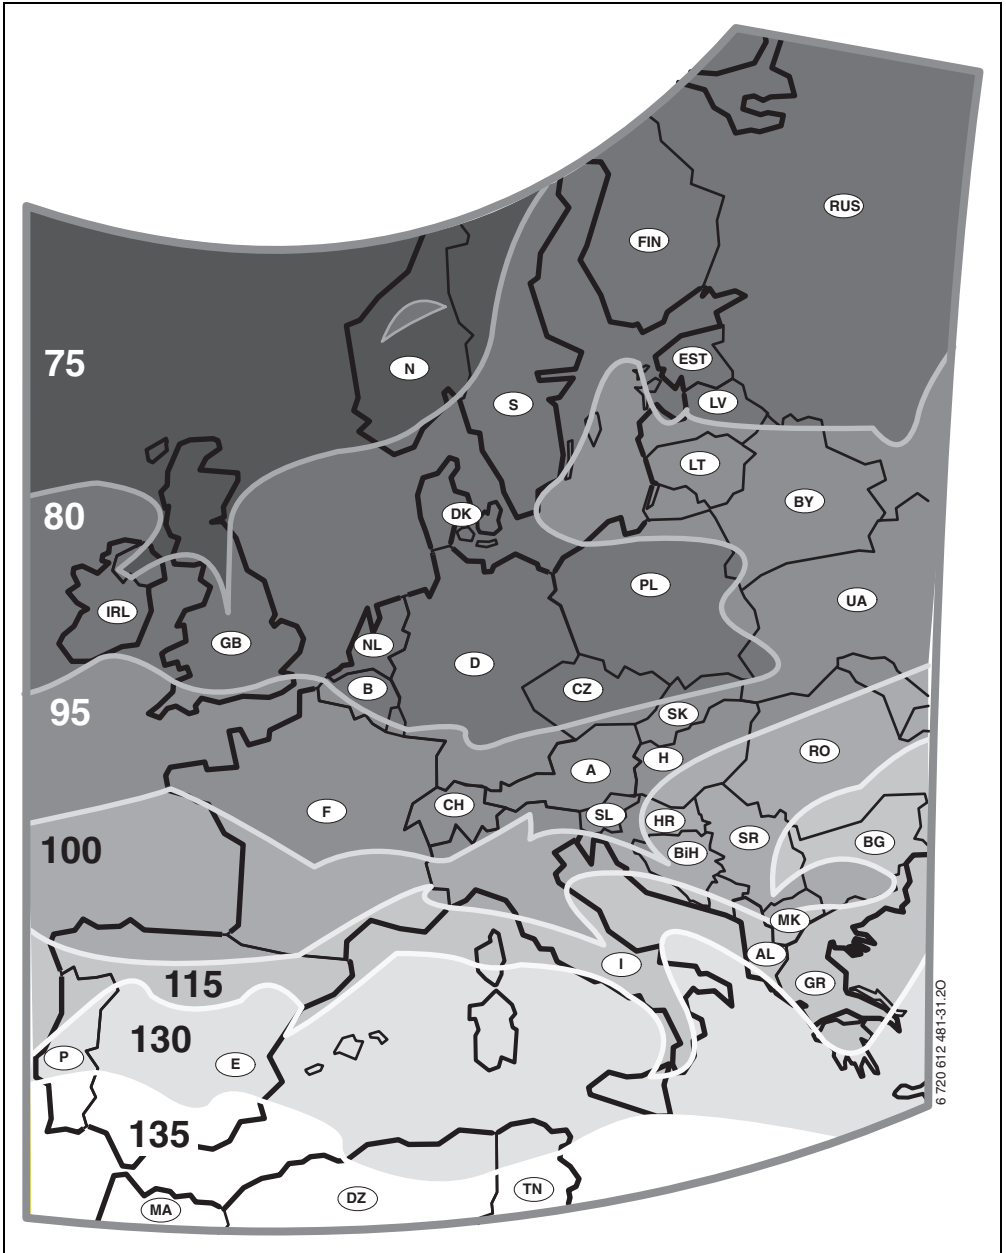 RUS
FIN
75
EST
N
LV
S
LT
80
BY
DK
PL
UA
IRL
GB
NL
D
B
CZ
95
SK
RO
H
A
CH
F
SL
HR
SR
BG
100
BiH
MK
AL
I
115
GR
130
P
E
6 720 612 481-31.2O
135
TN
DZ
MA